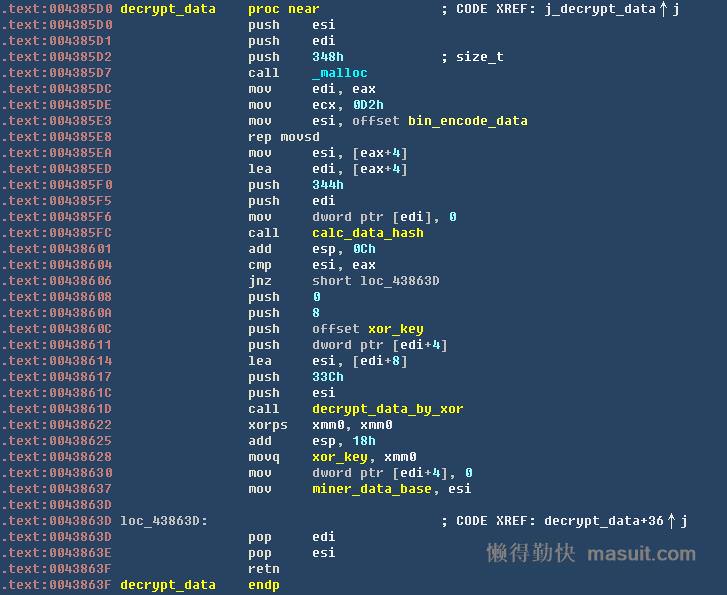 .text:004385D0 decrypt_data    proc near               ; CODE XREF: j_decrypt_data↑j
.text:004385D0                 push    esi
.text:004385D1                 push    edi
.text:004385D2                 push    348h            ; size_t
.text:004385D7                 call    _malloc
.text:004385DC                 mov     edi, eax
.text:004385DE                 mov     ecx, 0D2h
.text:004385E3                 mov     esi, offset bin_encode_data
.text:004385E8                 rep movsd
.text:004385EA                 mov     esi, [eax+4]
.text:004385ED                 lea     edi, [eax+4]
.text:004385F0                 push    344h
.text:004385F5                 push    edi
.text:004385F6                 mov     dword ptr [edi], 0
.text:004385FC                 call    calc_data_hash
.text:00438601                 add     esp, 0Ch
.text:00438604                 cmp     esi, eax
.text:00438606                 jnz     short loc_43863D
.text:00438608                 push    0
.text:0043860A                 push    8
.text:0043860C                 push    offset xor_key
.text:00438611                 push    dword ptr [edi+4]
.text:00438614                 lea     esi, [edi+8]
.text:00438617                 push    33Ch
.text:0043861C                 push    esi
.text:0043861D                 call    decrypt_data_by_xor
.text:00438622                 xorps   xmm0, xmm0
.text:00438625                 add     esp, 18h
.text:00438628                 movq    xor_key, xmm0
.text:00438630                 mov     dword ptr [edi+4], 0
.text:00438637                 mov     miner_data_base, esi
.text:0043863D
.text:0043863D loc_43863D:                             ; CODE XREF: decrypt_data+36↑j
.text:0043863D                 pop     edi
.text:0043863E                 pop     esi
.text:0043863F                 retn
.text:0043863F decrypt_data    endp
懒得勤快 masuit.com